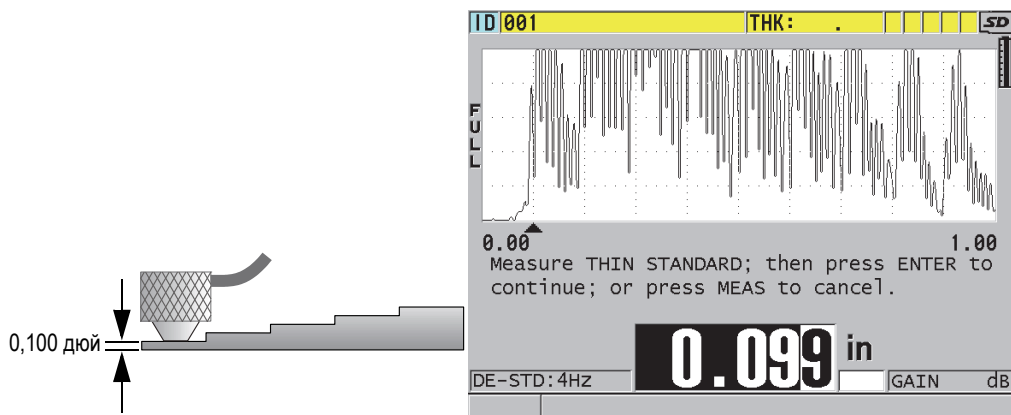 0,100 дюй
ID 001 THK: . SD
FULL
0.00 1.00
Measure THIN STANDARD; then press ENTER to
continue; or press MEAS to cancel.
0.099 in
DE-STD:4Hz GAIN dB